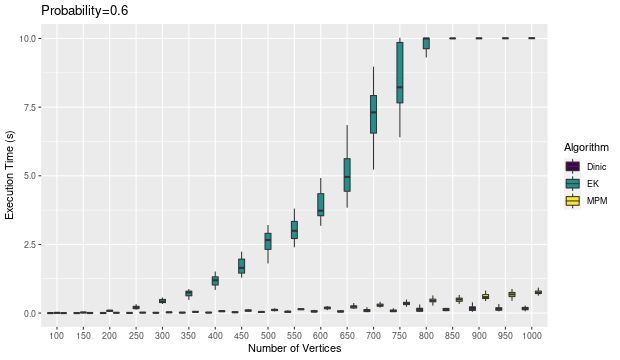 Probability=0.6
Execution Time (s)
10.0
7.5
5.0
2.5
0.0
100 150 200 250 300 350 400 450 500 550 600 650 700 750 800 850 900 950 1000
Number of Vertices
Algorithm
Dinic
EK
MPM